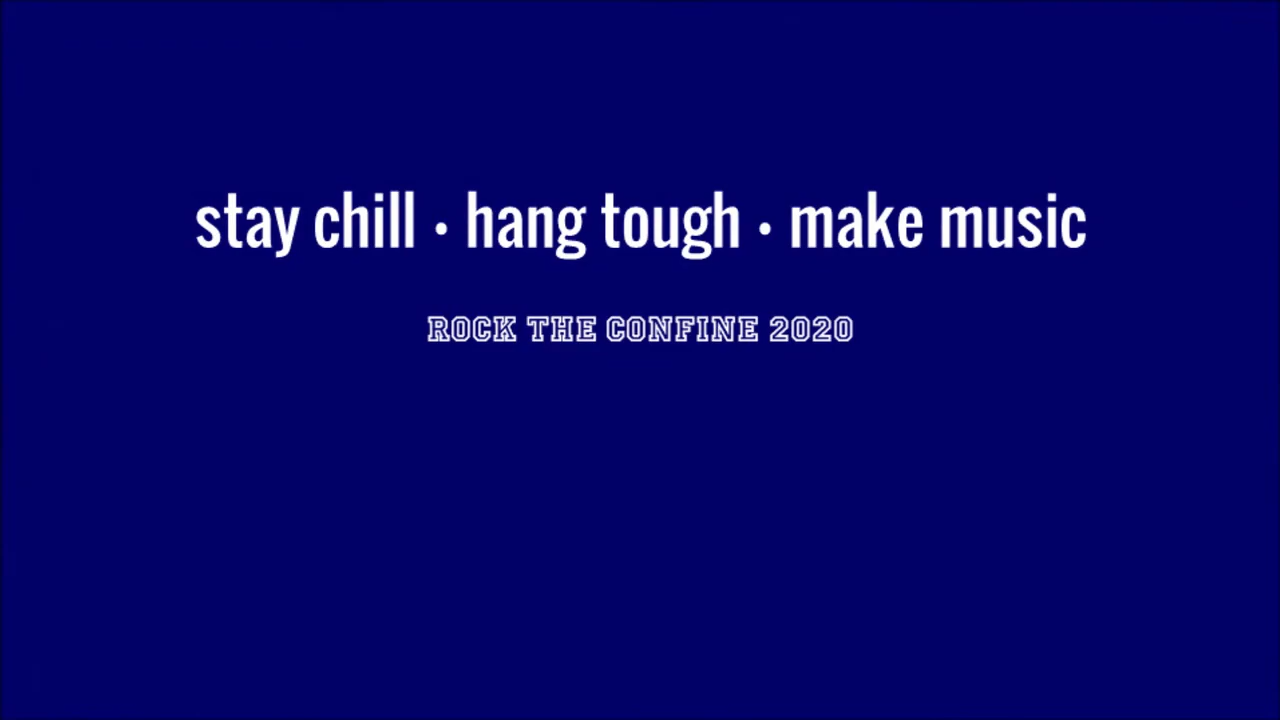 stay chill • hang tough • make music
ROCK THE CONFINE 2020